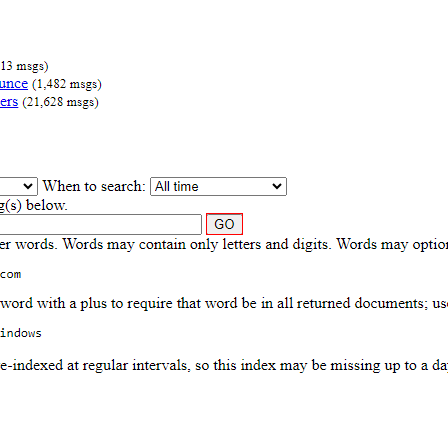 13 msgs)
unce (1,482 msgs)
ers (21,628 msgs)
When to search: All time
g(s) below.
GO
er words. Words may contain only letters and digits. Words may optio
com
word with a plus to require that word be in all returned documents; us
indows
e-indexed at regular intervals, so this index may be missing up to a da